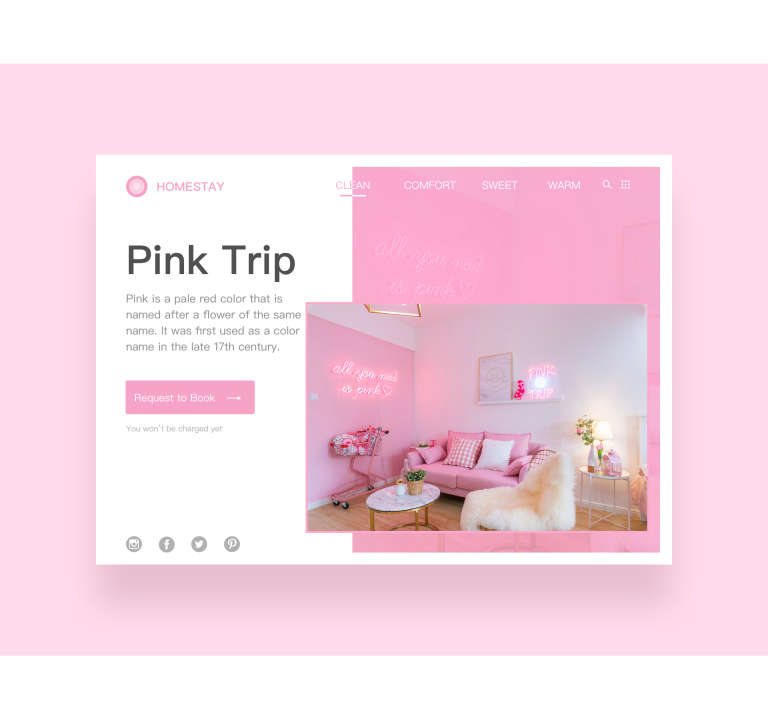 HOMESTAY
CLEAN COMFORT SWEET WARM
Pink Trip
Pink is a pale red color that is
named after a flower of the same
name. It was first used as a color
name in the late 17th century.
Request to Book
You won't be charged yet
all you need
is pink
all you need
is pink
PINK
TRIP